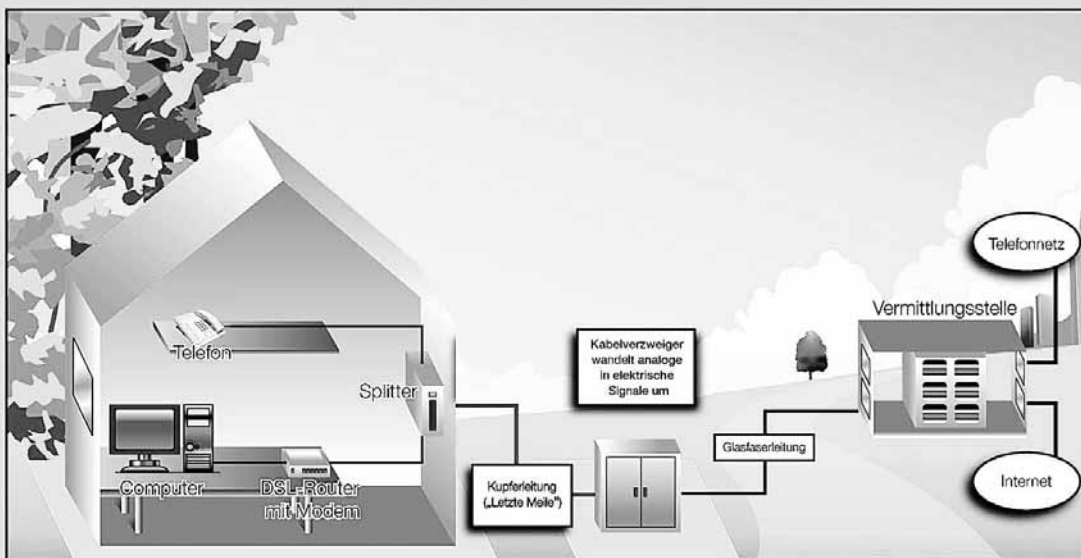 Telefonnetz
Vermittlungsstelle
Kabelverzweiger
wandelt analoge
in elektrische
Signale um
Telefon
Splitter
Glasfaserleitung
Computer
DSL-Router
mit Modem
Kupferleitung
(„Letzte Meile")
Internet